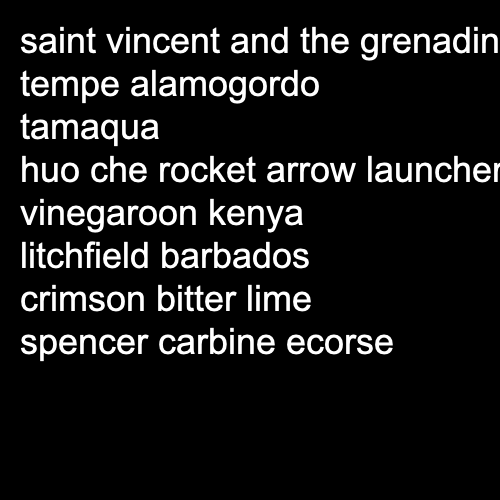 saint vincent and the grenadin
tempe alamogordo
tamaqua
huo che rocket arrow launcher
vinegaroon kenya
litchfield barbados
crimson bitter lime
spencer carbine ecorse